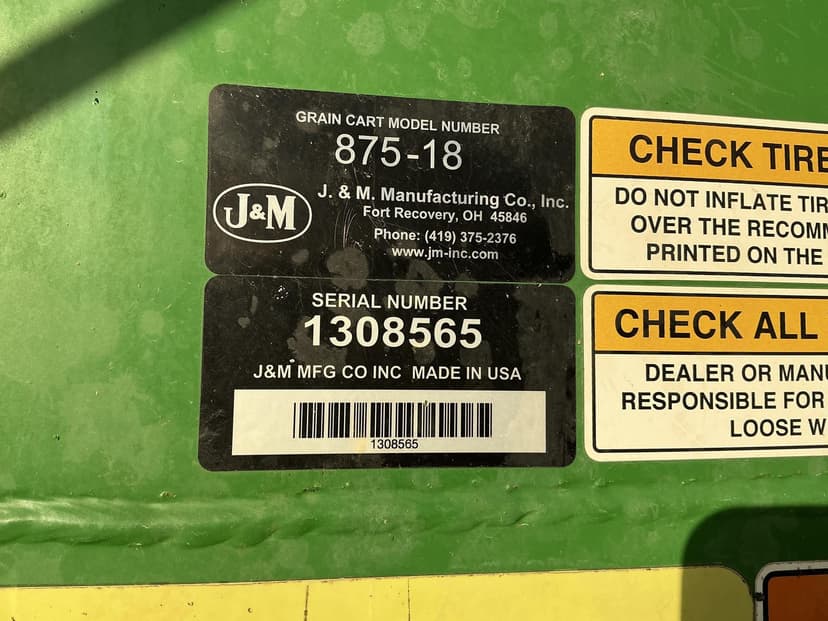 GRAIN CART MODEL NUMBER
875-18
J&M
J. & M. Manufacturing Co., Inc.
Fort Recovery, OH 45846
Phone: (419) 375-2376
www.jm-inc.com
SERIAL NUMBER
1308565
J&M MFG CO INC MADE IN USA
1308565
CHECK TIRE
DO NOT INFLATE TIR
OVER THE RECOMM
PRINTED ON THE
CHECK ALL
DEALER OR MANU
RESPONSIBLE FOR
LOOSE W